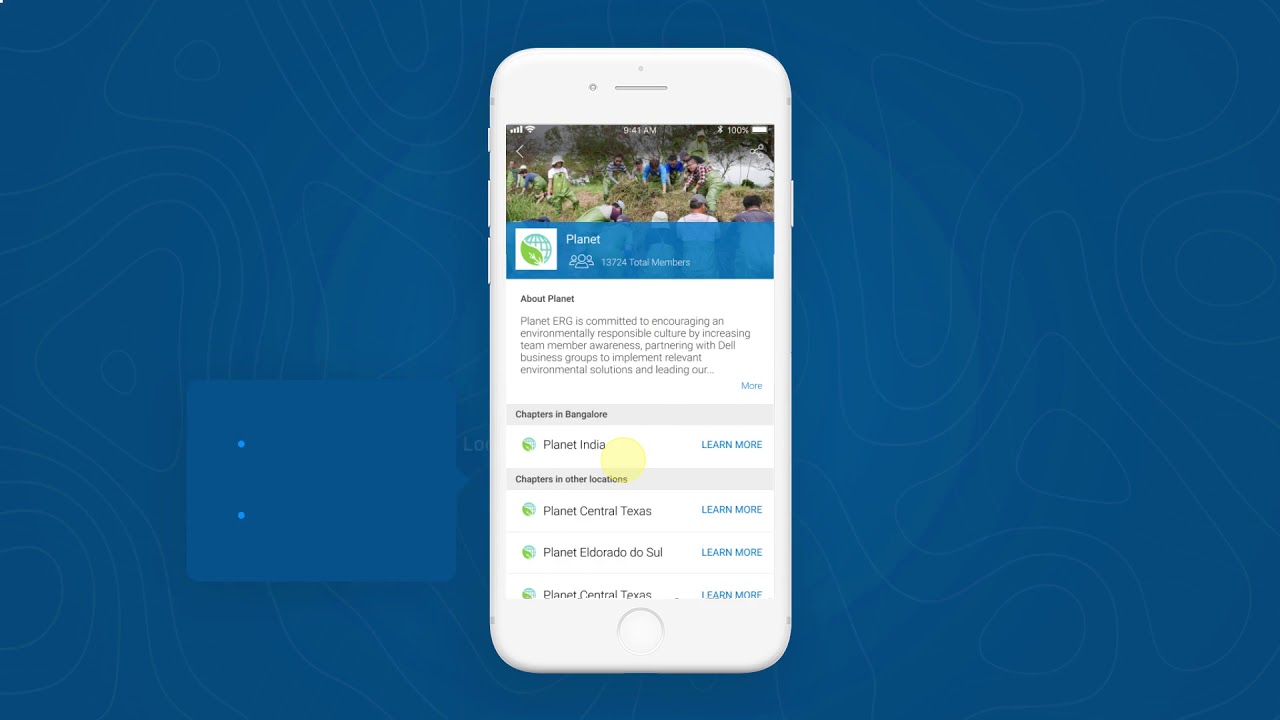 9:41 AM
100%
Planet
13724 Total Members
About Planet
Planet ERG is committed to encouraging an
environmentally responsible culture by increasing
team member awareness, partnering with Dell
business groups to implement relevant
environmental solutions and leading our...
More
Chapters in Bangalore
Planet India LEARN MORE
Chapters in other locations
Planet Central Texas LEARN MORE
Planet Eldorado do Sul LEARN MORE
Planet Central Texas LEARN MORE